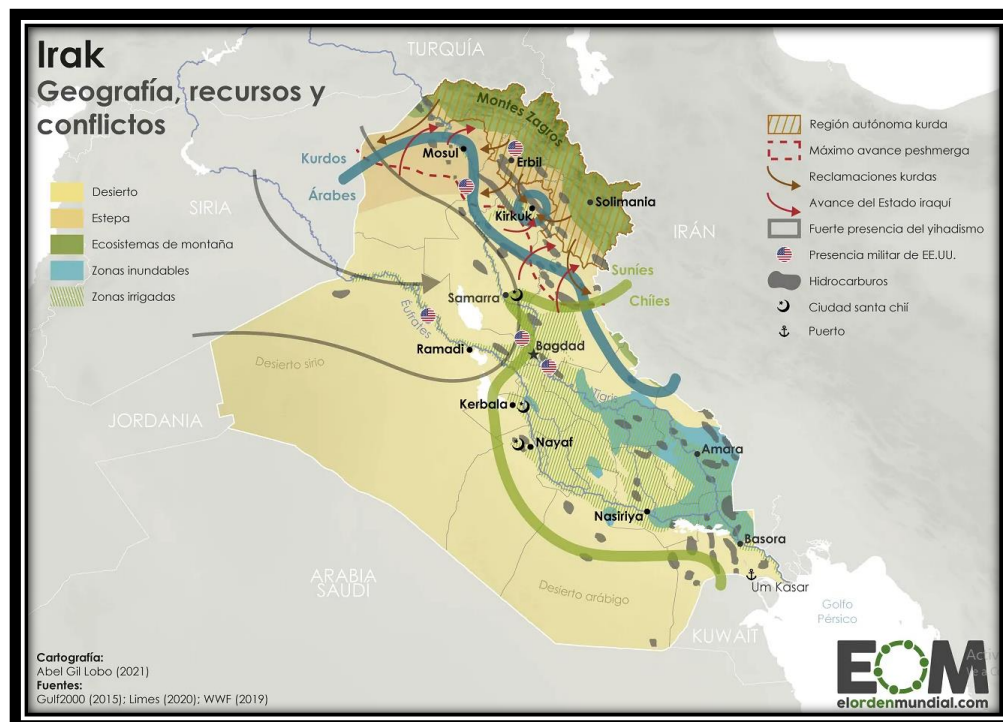 Irak
Geografía, recursos y
conflictos
Desierto
Estepa
Ecosistemas de montaña
Zonas inundables
Zonas irrigadas
Región autónoma kurda
Máximo avance peshmerga
Reclamaciones kurdas
Avance del Estado iraquí
Fuerte presencia del yihadismo
Presencia militar de EE.UU.
Hidrocarburos
Ciudad santa chií
Puerto
TURQUÍA
Montes Zagros
Kurdos
Árabes
Mosul
Erbil
SIRIA
Kirkuk
Solimania
IRÁN
Suníes
Chiíes
Samarra
Éufrates
Bagdad
Ramadi
Desierto sirio
Tigris
Kerbala
JORDANIA
Nayaf
Amara
Nasiriya
Basora
ARABIA
SAUDÍ
Desierto arábigo
Um Kasar
Golfo
Pérsico
KUWAIT
Cartografía:
Abel Gil Lobo (2021)
Fuentes:
Gulf2000 (2015); Limes (2020); WWF (2019)
EOM
elordenmundial.com